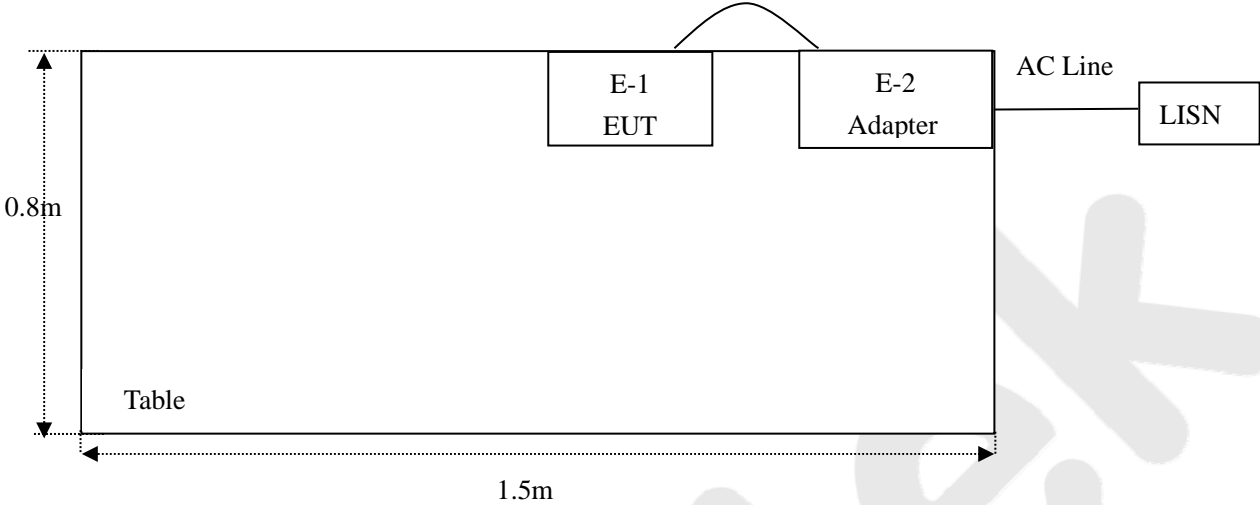 E-1
EUT
E-2
Adapter
AC Line
LISN
0.8m
Table
1.5m